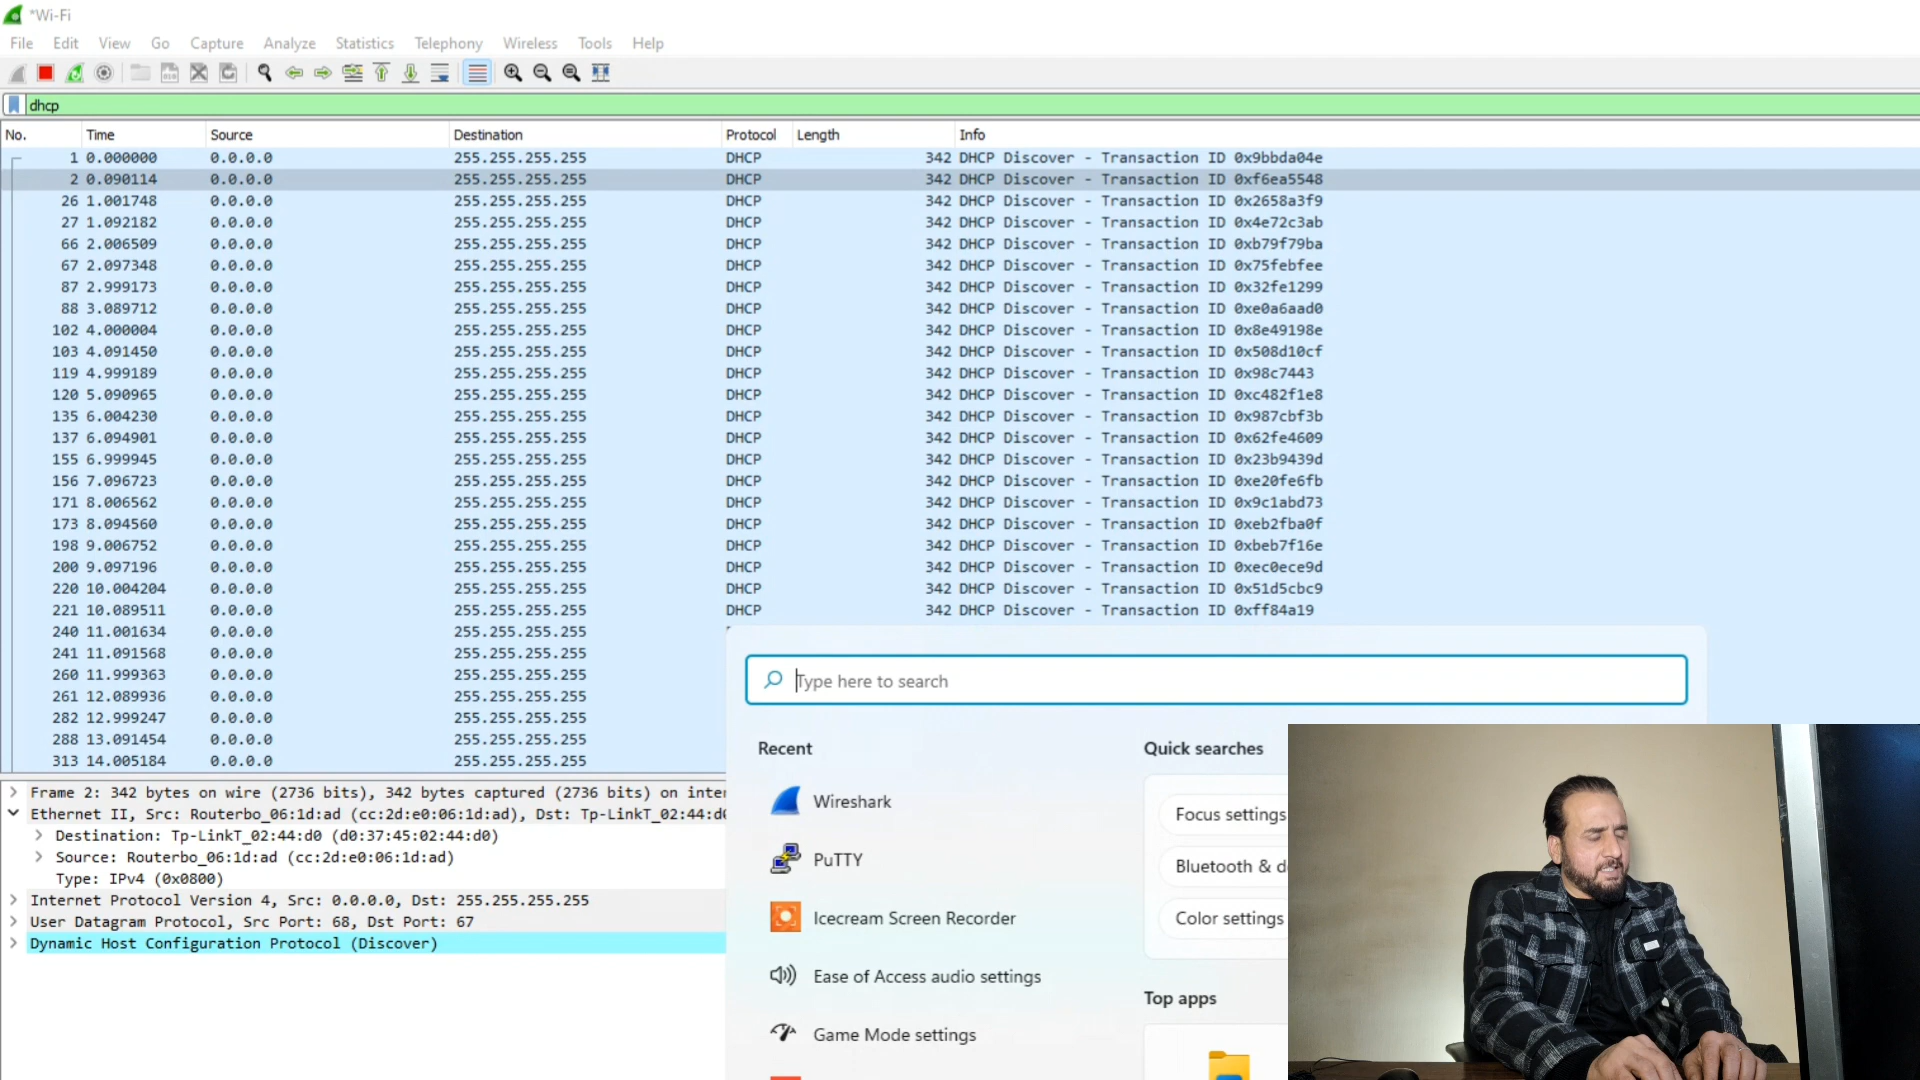 *Wi-Fi
File Edit View Go Capture Analyze Statistics Telephony Wireless Tools Help
dhcp
No. Time Source Destination Protocol Length Info
1 0.000000 0.0.0.0 255.255.255.255 DHCP 342 DHCP Discover - Transaction ID 0x9bbda04e
2 0.090114 0.0.0.0 255.255.255.255 DHCP 342 DHCP Discover - Transaction ID 0xf6ea5548
26 1.001748 0.0.0.0 255.255.255.255 DHCP 342 DHCP Discover - Transaction ID 0x2658a3f9
27 1.092182 0.0.0.0 255.255.255.255 DHCP 342 DHCP Discover - Transaction ID 0x4e72c3ab
66 2.006509 0.0.0.0 255.255.255.255 DHCP 342 DHCP Discover - Transaction ID 0xb79f79ba
67 2.097348 0.0.0.0 255.255.255.255 DHCP 342 DHCP Discover - Transaction ID 0x75febfee
87 2.999173 0.0.0.0 255.255.255.255 DHCP 342 DHCP Discover - Transaction ID 0x32fe1299
88 3.089712 0.0.0.0 255.255.255.255 DHCP 342 DHCP Discover - Transaction ID 0xe0a6aad0
102 4.000004 0.0.0.0 255.255.255.255 DHCP 342 DHCP Discover - Transaction ID 0x8e49198e
103 4.091450 0.0.0.0 255.255.255.255 DHCP 342 DHCP Discover - Transaction ID 0x508d10cf
119 4.999189 0.0.0.0 255.255.255.255 DHCP 342 DHCP Discover - Transaction ID 0x98c7443
120 5.090965 0.0.0.0 255.255.255.255 DHCP 342 DHCP Discover - Transaction ID 0xc482f1e8
135 6.004230 0.0.0.0 255.255.255.255 DHCP 342 DHCP Discover - Transaction ID 0x987cbf3b
137 6.094901 0.0.0.0 255.255.255.255 DHCP 342 DHCP Discover - Transaction ID 0x62fe4609
155 6.999945 0.0.0.0 255.255.255.255 DHCP 342 DHCP Discover - Transaction ID 0x23b9439d
156 7.096723 0.0.0.0 255.255.255.255 DHCP 342 DHCP Discover - Transaction ID 0xe20fe6fb
171 8.006562 0.0.0.0 255.255.255.255 DHCP 342 DHCP Discover - Transaction ID 0x9c1abd73
173 8.094560 0.0.0.0 255.255.255.255 DHCP 342 DHCP Discover - Transaction ID 0xeb2fba0f
198 9.006752 0.0.0.0 255.255.255.255 DHCP 342 DHCP Discover - Transaction ID 0xbeb7f16e
200 9.097196 0.0.0.0 255.255.255.255 DHCP 342 DHCP Discover - Transaction ID 0xec0ece9d
220 10.004204 0.0.0.0 255.255.255.255 DHCP 342 DHCP Discover - Transaction ID 0x51d5cbc9
221 10.089511 0.0.0.0 255.255.255.255 DHCP 342 DHCP Discover - Transaction ID 0xff84a19
240 11.001634 0.0.0.0 255.255.255.255
241 11.091568 0.0.0.0 255.255.255.255
260 11.999363 0.0.0.0 255.255.255.255
261 12.089936 0.0.0.0 255.255.255.255
282 12.999247 0.0.0.0 255.255.255.255
288 13.091454 0.0.0.0 255.255.255.255
313 14.005184 0.0.0.0 255.255.255.255
Frame 2: 342 bytes on wire (2736 bits), 342 bytes captured (2736 bits) on inter
Ethernet II, Src: Routerbo_06:1d:ad (cc:2d:e0:06:1d:ad), Dst: Tp-LinkT_02:44:d0
Destination: Tp-LinkT_02:44:d0 (d0:37:45:02:44:d0)
Source: Routerbo_06:1d:ad (cc:2d:e0:06:1d:ad)
Type: IPv4 (0x0800)
Internet Protocol Version 4, Src: 0.0.0.0, Dst: 255.255.255.255
User Datagram Protocol, Src Port: 68, Dst Port: 67
Dynamic Host Configuration Protocol (Discover)
Type here to search
Recent
Wireshark
PuTTY
Icecream Screen Recorder
Ease of Access audio settings
Game Mode settings
Quick searches
Focus settings
Bluetooth & d
Color settings
Top apps